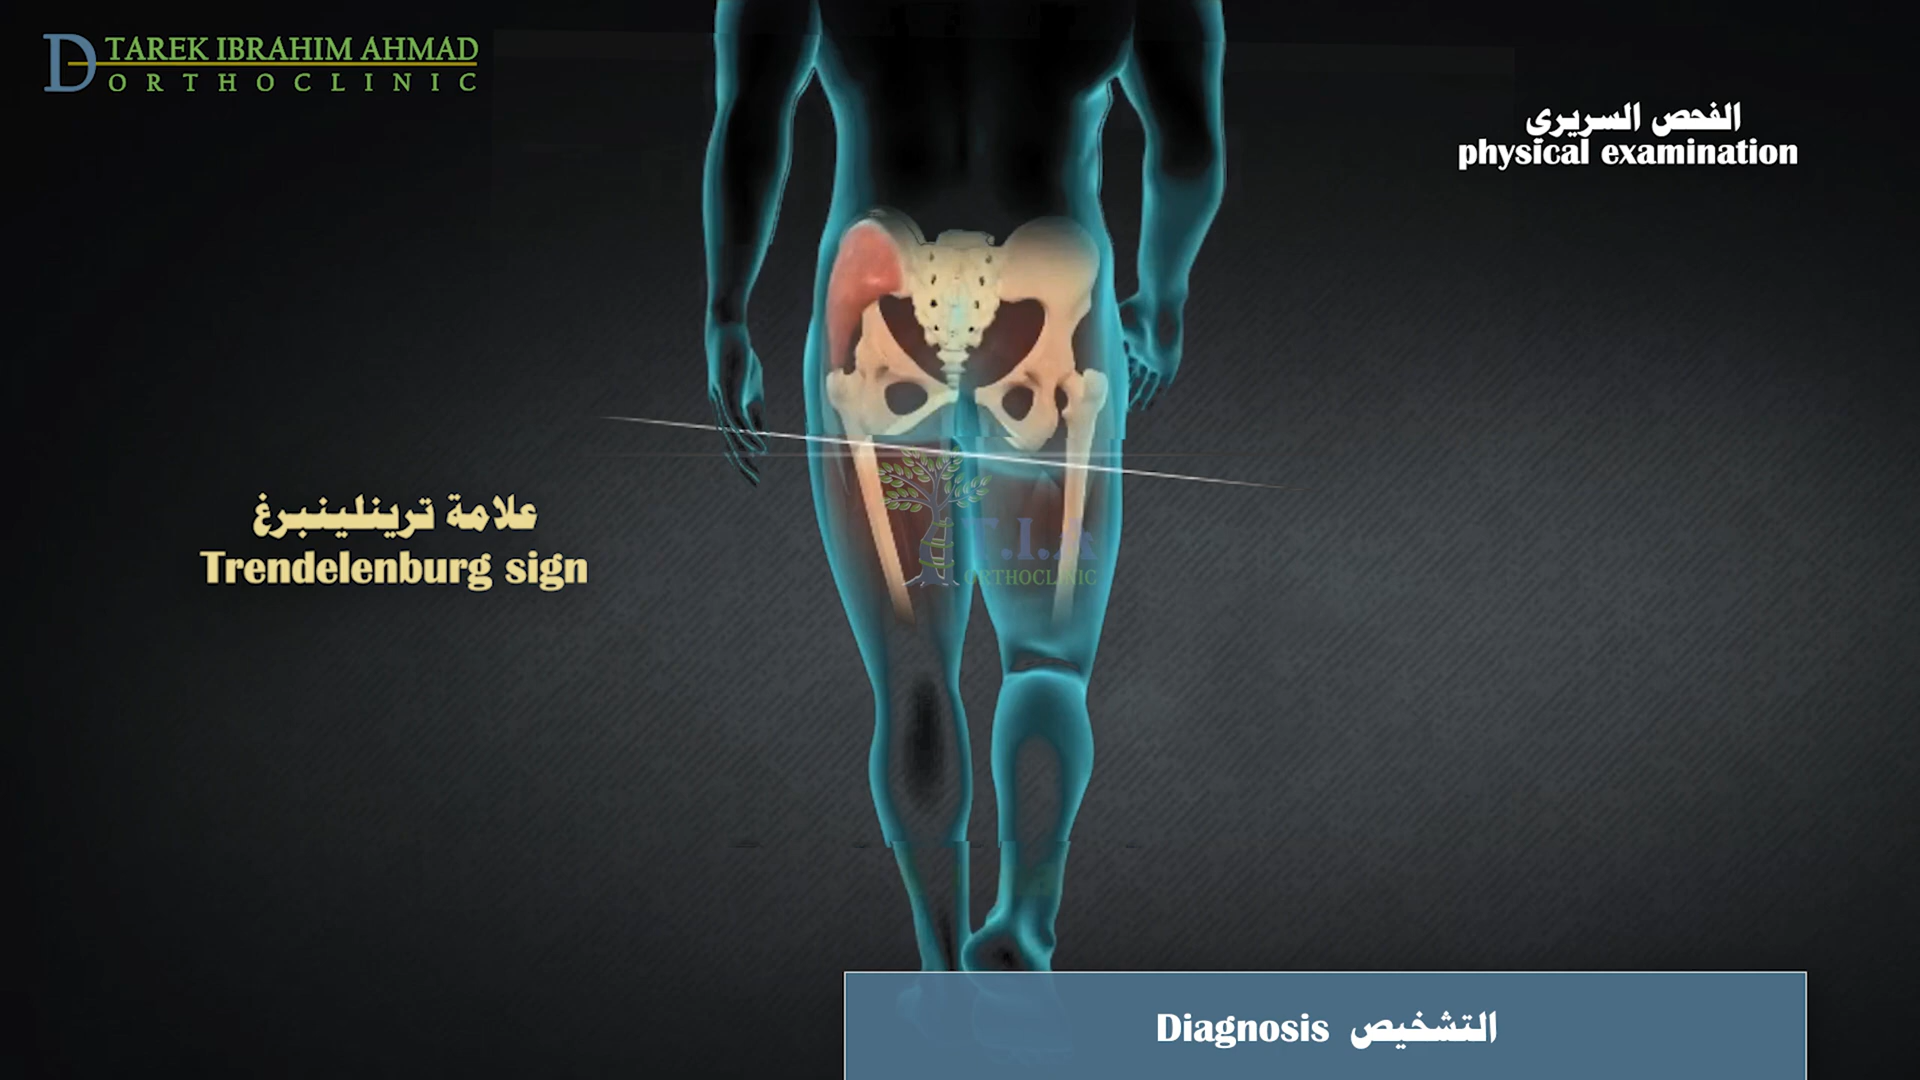 D TAREK IBRAHIM AHMAD
ORTHOCLINIC
الفحص السريرى
physical examination
علامة ترينلينبرغ
Trendelenburg sign
T.I.A
ORTHOCLINIC
Diagnosis التشخيص